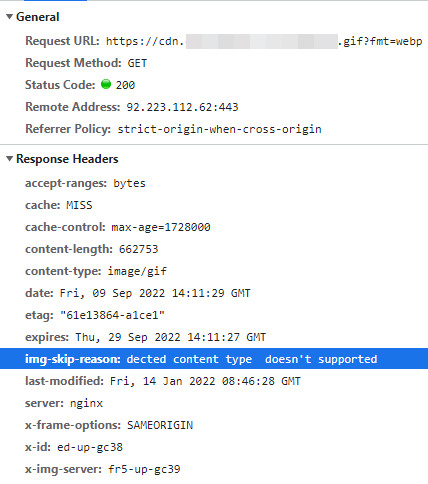 General
Request URL: https://cdn. .gif?fmt=webp
Request Method: GET
Status Code: 200
Remote Address: 92.223.112.62:443
Referrer Policy: strict-origin-when-cross-origin
Response Headers
accept-ranges: bytes
cache: MISS
cache-control: max-age=1728000
content-length: 662753
content-type: image/gif
date: Fri, 09 Sep 2022 14:11:29 GMT
etag: "61e13864-a1ce1"
expires: Thu, 29 Sep 2022 14:11:27 GMT
img-skip-reason: dected content type  doesn't supported
last-modified: Fri, 14 Jan 2022 08:46:28 GMT
server: nginx
x-frame-options: SAMEORIGIN
x-id: ed-up-gc38
x-img-server: fr5-up-gc39